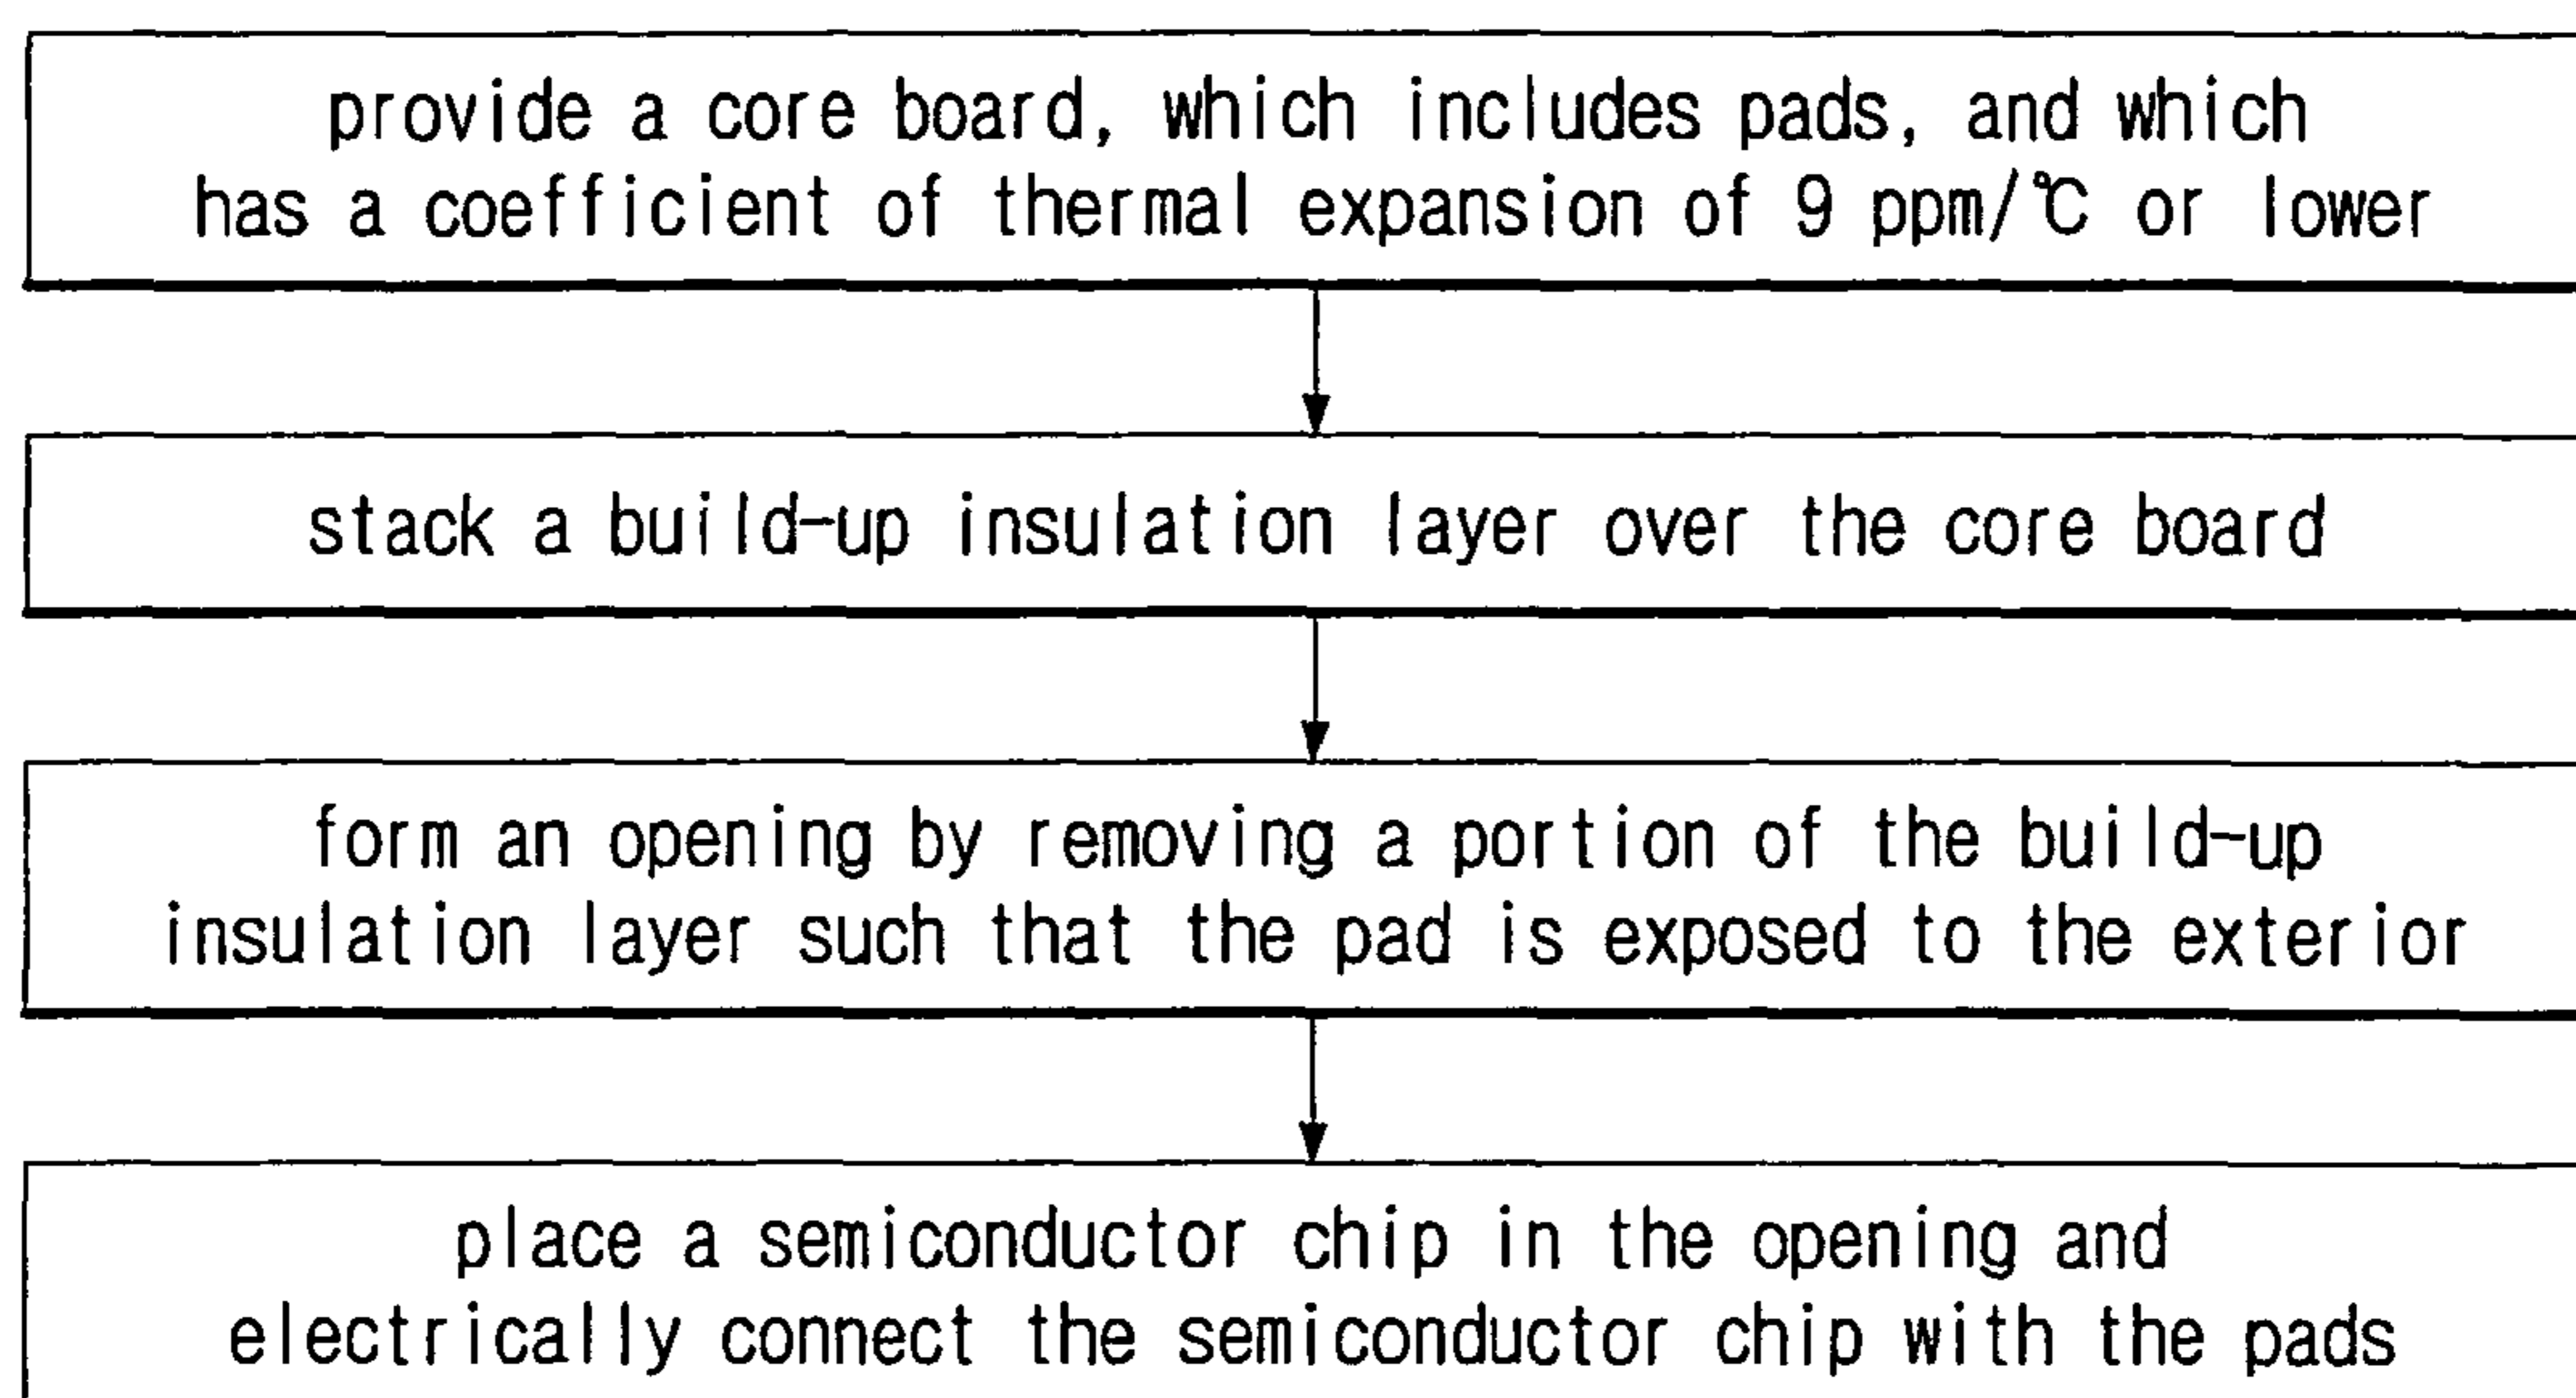 provide a core board, which includes pads, and which
has a coefficient of thermal expansion of 9 ppm/℃ or lower
stack a build-up insulation layer over the core board
form an opening by removing a portion of the build-up
insulation layer such that the pad is exposed to the exterior
place a semiconductor chip in the opening and
electrically connect the semiconductor chip with the pads